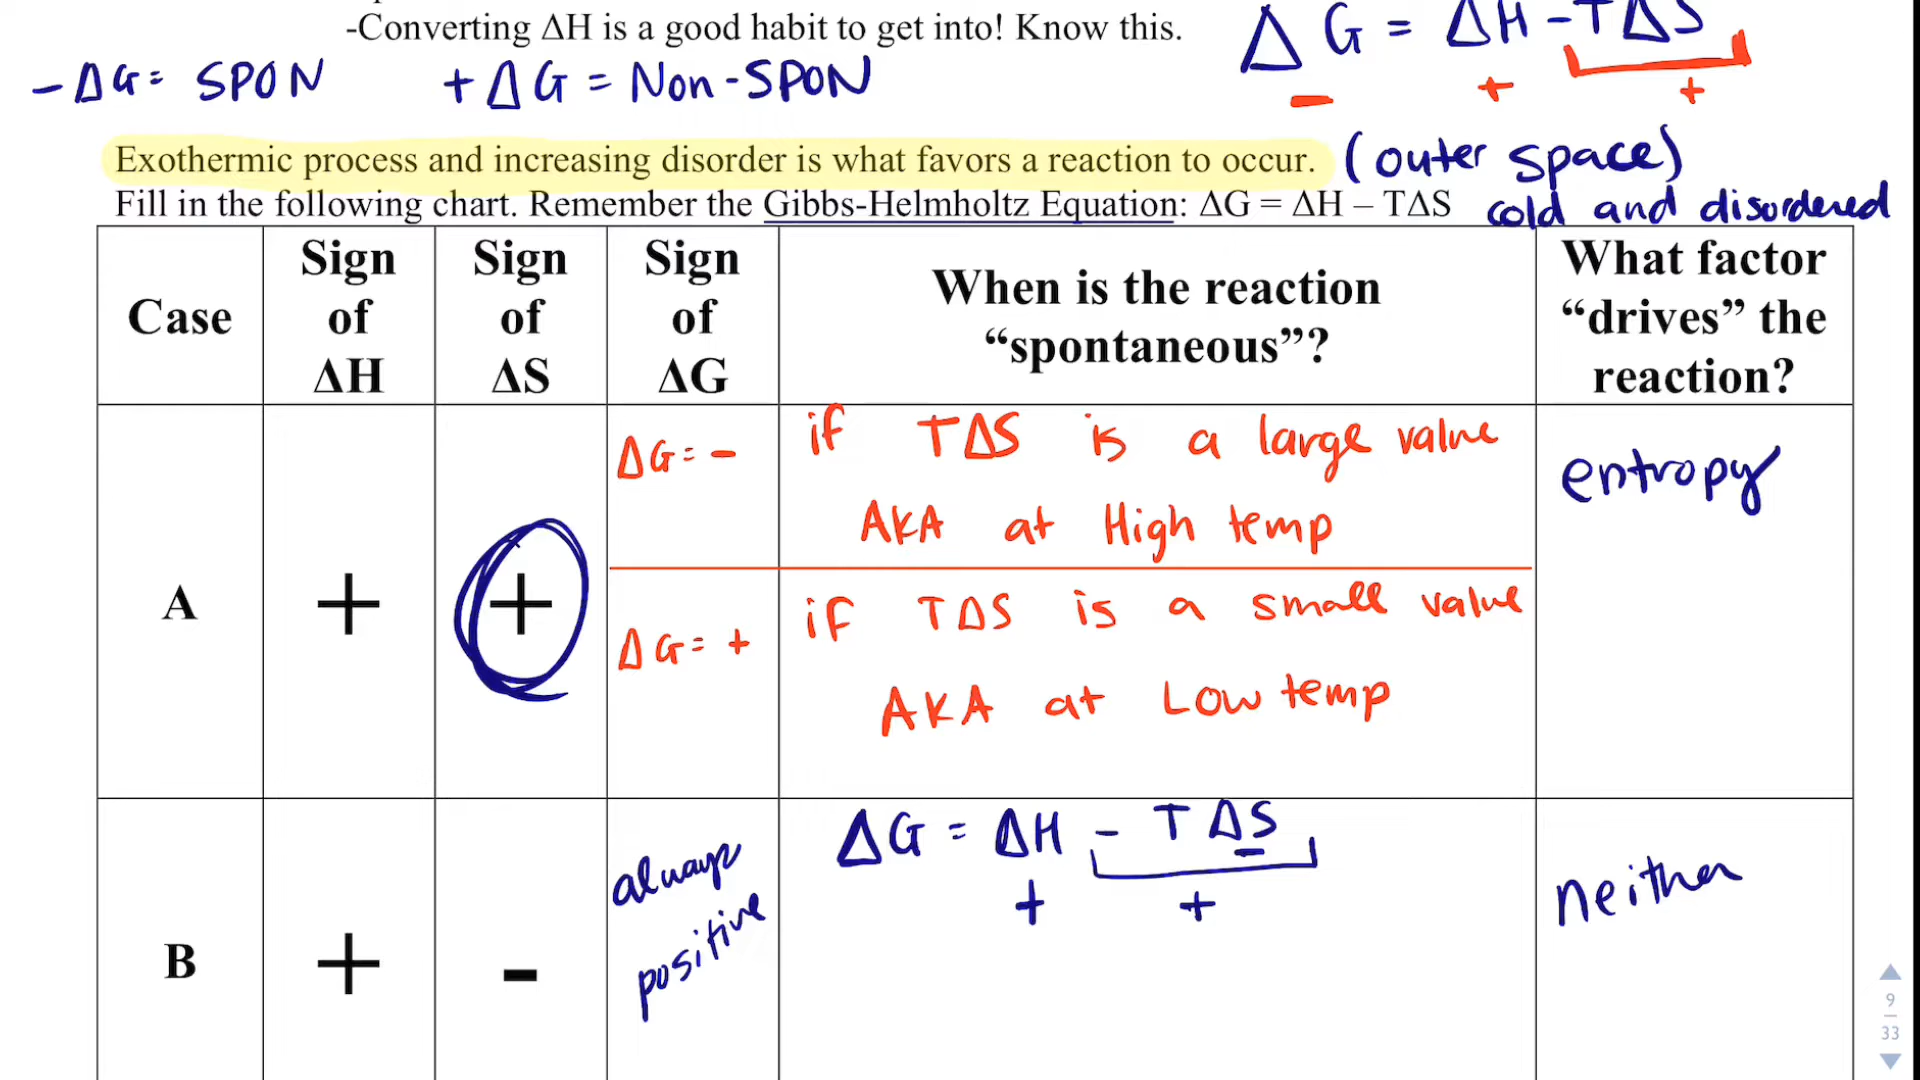 -Converting ΔH is a good habit to get into! Know this.
ΔG = ΔH - TΔS
- + +
-ΔG = SPON
+ΔG = Non-SPON
Exothermic process and increasing disorder is what favors a reaction to occur. (outer space)
Fill in the following chart. Remember the Gibbs-Helmholtz Equation: ΔG = ΔH – TΔS cold and disordered
Case
Sign
of
ΔH
Sign
of
ΔS
Sign
of
ΔG
When is the reaction
“spontaneous”?
What factor
“drives” the
reaction?
A
+
+
ΔG = -
if TΔS is a large value
AKA at High temp
ΔG = +
if TΔS is a small value
AKA at Low temp
entropy
B
+
-
always
positive
ΔG = ΔH - TΔS
-
+ +
neither
9
33